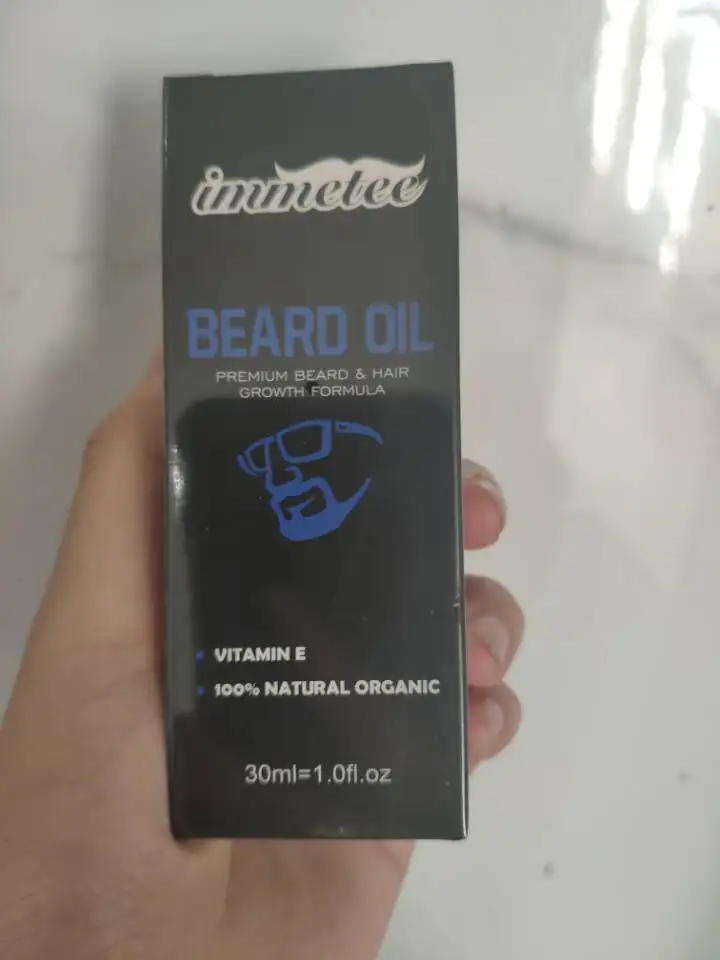 immetee
BEARD OIL
PREMIUM BEARD & HAIR
GROWTH FORMULA
VITAMIN E
100% NATURAL ORGANIC
30ml=1.0fl.oz